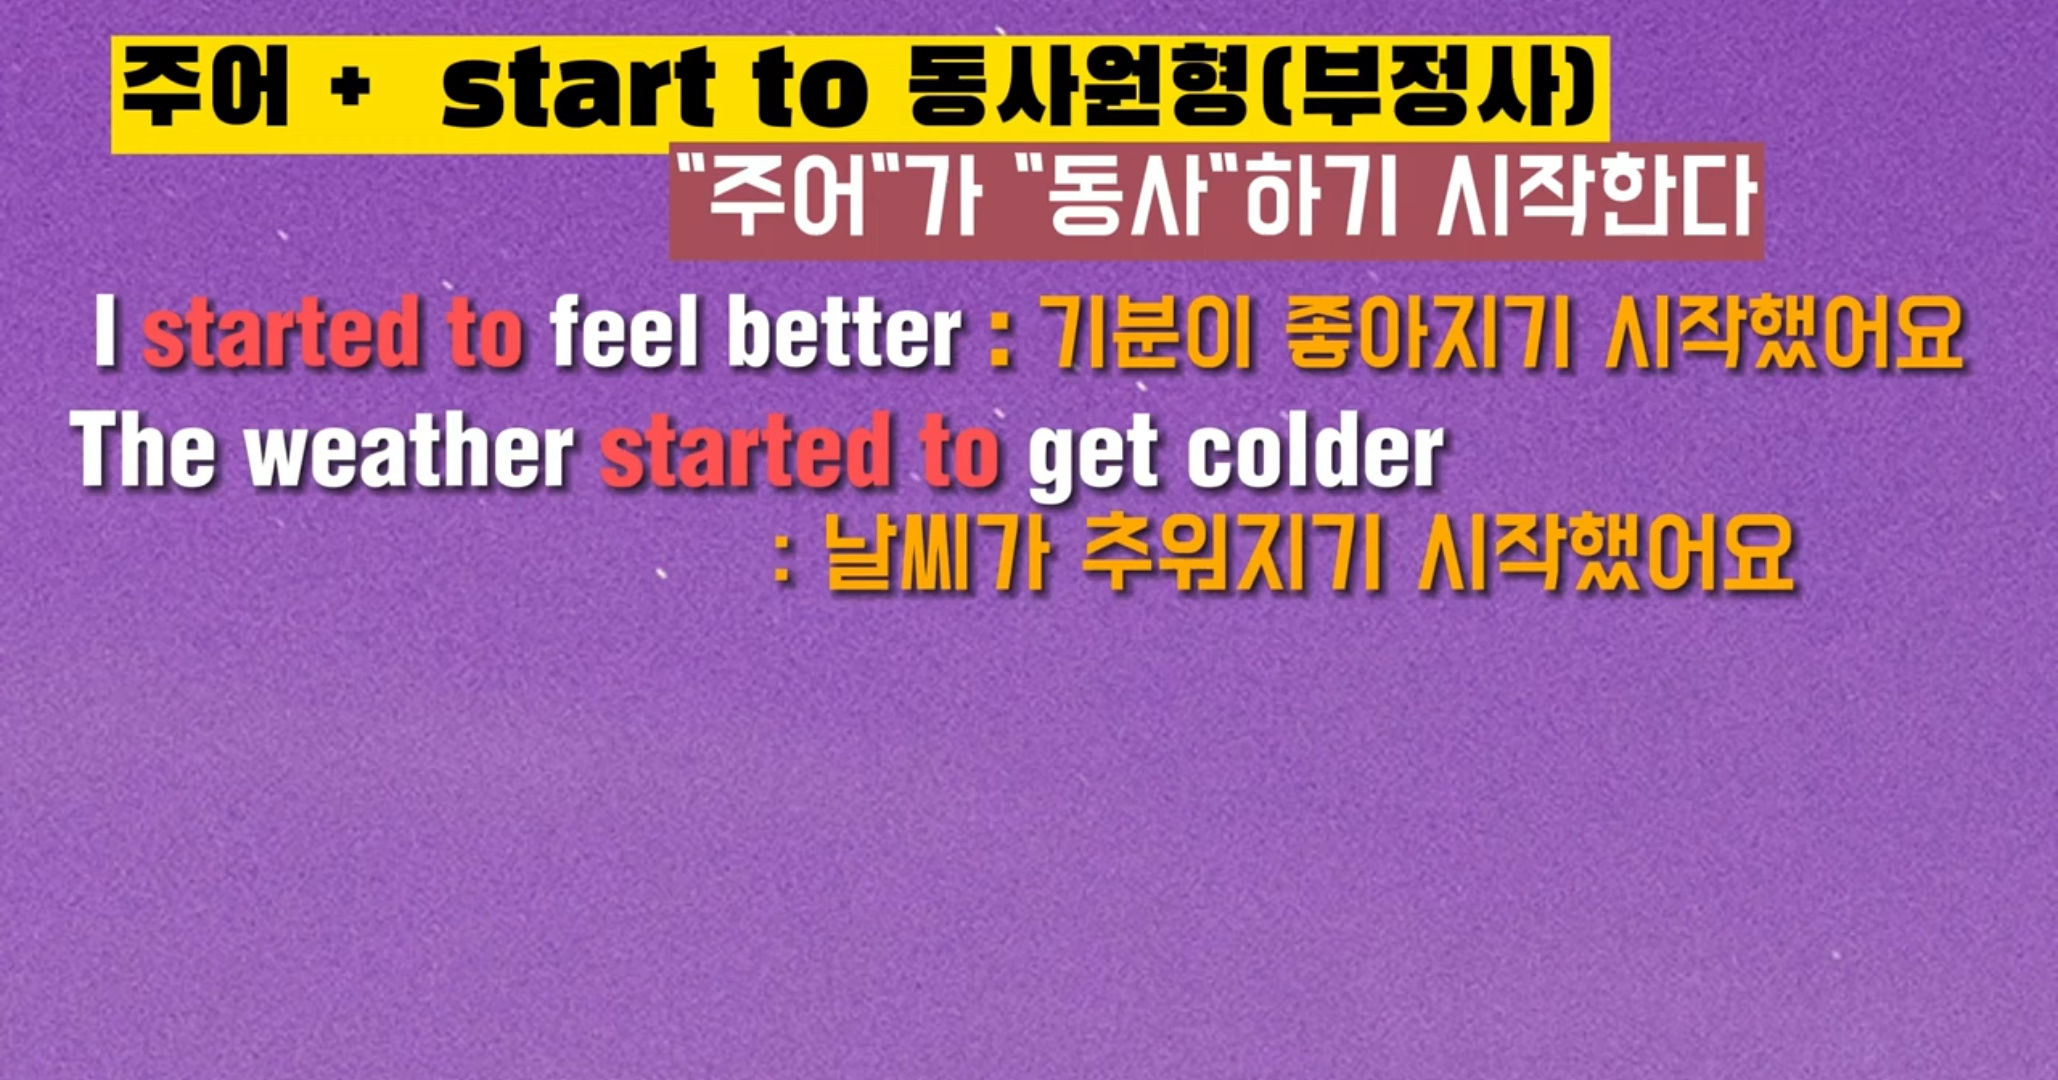 주어 + start to 동사원형(부정사)
"주어"가 "동사"하기 시작한다
I started to feel better : 기분이 좋아지기 시작했어요
The weather started to get colder
: 날씨가 추워지기 시작했어요